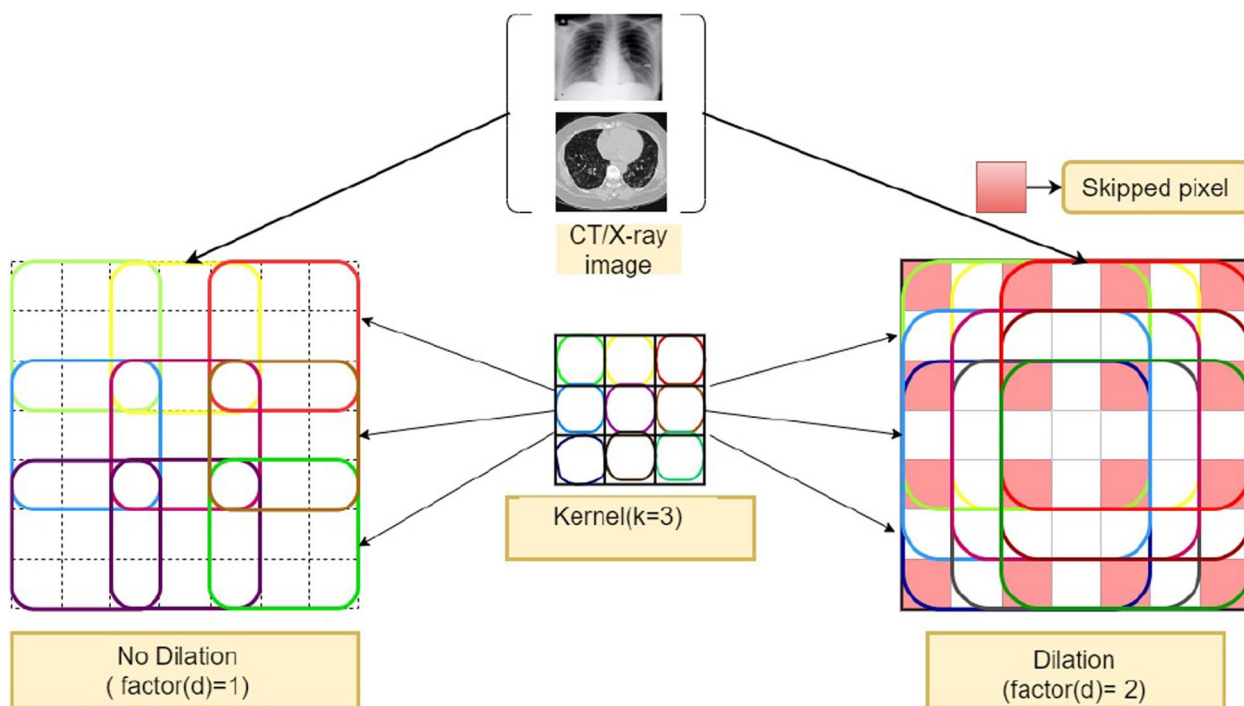 CT/X-ray
image
Skipped pixel
Kernel(k=3)
No Dilation
( factor(d)=1)
Dilation
(factor(d)= 2)